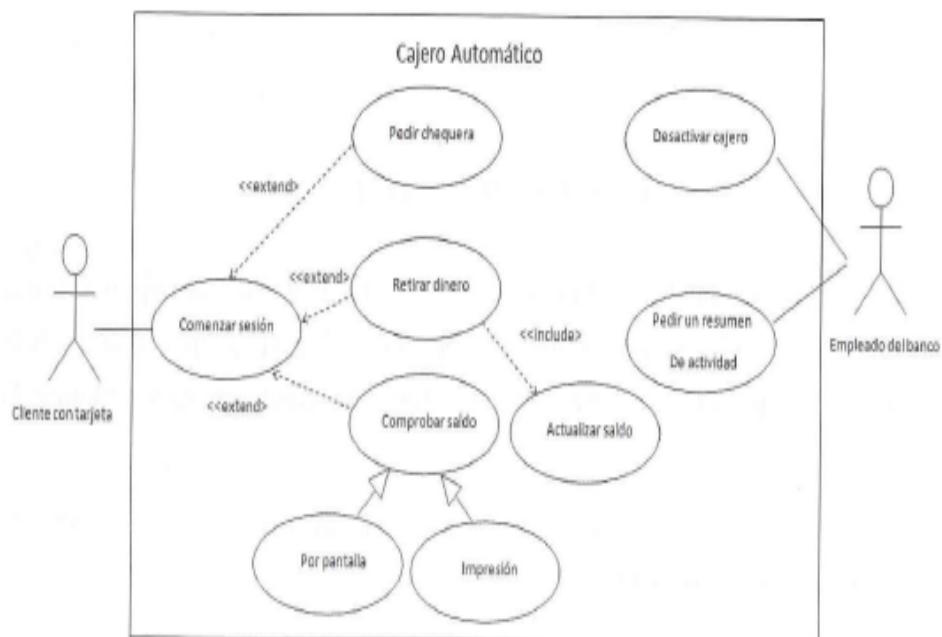 Cajero Automático
Pedir chequera
Desactivar cajero
<<extend>
<<extend>
Retirar dinero
Comenzar sesión
<<include>
Pedir un resumen
De actividad
Empleado del banco
Cliente con tarjeta
<<extend>
Comprobar saldo
Actualizar saldo
Por pantalla
Impresión